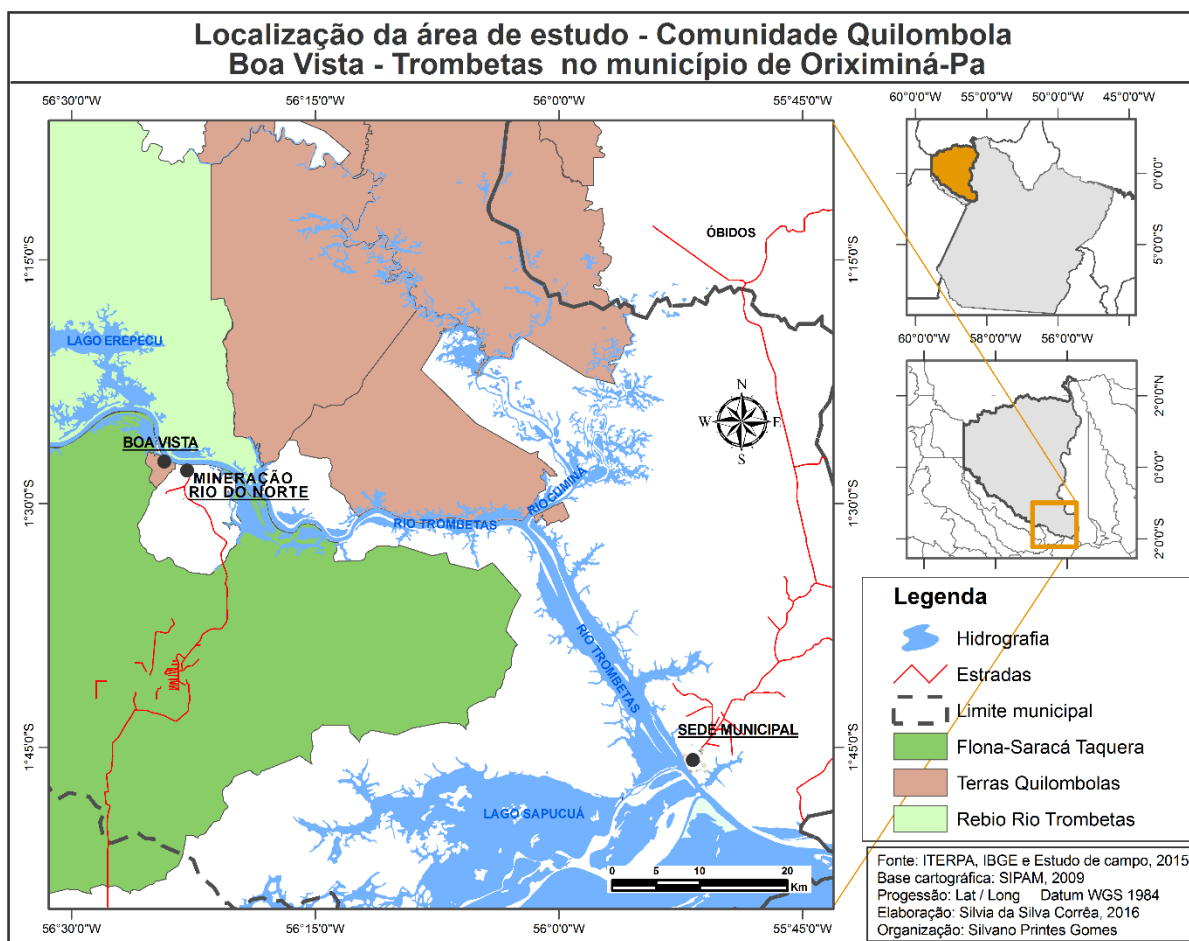 Localização da área de estudo - Comunidade Quilombola
Boa Vista - Trombetas no município de Oriximiná-Pa
56°30'0"W 56°15'0"W 56°0'0"W 55°45'0"W
60°0'0"W 55°0'0"W 50°0'0"W 45°0'0"W
0°0'0"
5°0'0"S
ÓBIDOS
1°15'0"S
1°15'0"S
LAGO EREPECU
60°0'0"W 58°0'0"W 56°0'0"W
2°0'0"N
0°0'0"
2°0'0"S
N
W E
S
BOA VISTA
MINERAÇÃO
RIO DO NORTE
RIO CUMINÁ
RIO TROMBETAS
1°30'0"S
1°30'0"S
RIO TROMBETAS
SEDE MUNICIPAL
1°45'0"S
1°45'0"S
LAGO SAPUCUÁ
0 5 10 20
Km
56°30'0"W 56°15'0"W 56°0'0"W 55°45'0"W
Legenda
Hidrografia
Estradas
Limite municipal
Flona-Saracá Taquera
Terras Quilombolas
Rebio Rio Trombetas
Fonte: ITERPA, IBGE e Estudo de campo, 2015
Base cartográfica: SIPAM, 2009
Progessão: Lat / Long Datum WGS 1984
Elaboração: Silvia da Silva Corrêa, 2016
Organização: Silvano Printes Gomes